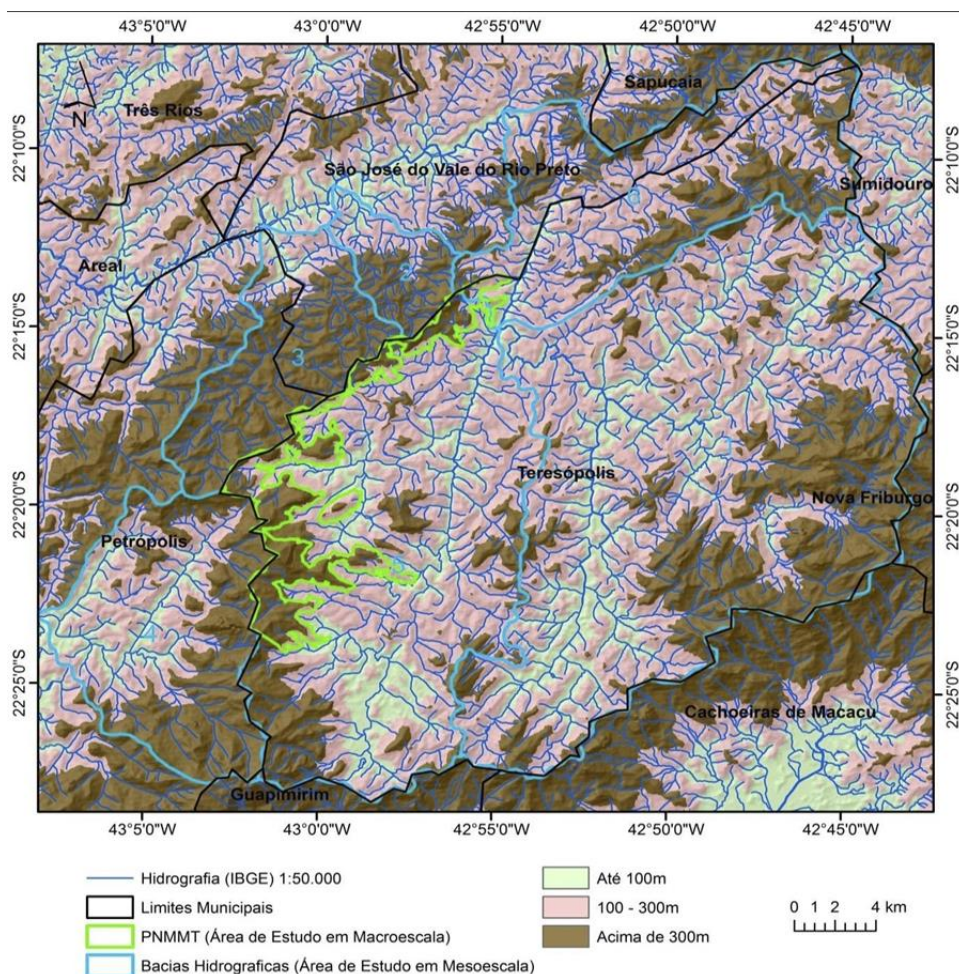 43°5'0"W 43°0'0"W 42°55'0"W 42°50'0"W 42°45'0"W
N
Três Rios
Sapucaia
22°10'0"S
22°10'0"S
São José do Vale do Rio Preto
6
Sumidouro
Areal
2
22°15'0"S
22°15'0"S
3
1
Teresópolis
22°20'0"S
22°20'0"S
Nova Friburgo
Petrópolis
5
4
22°25'0"S
22°25'0"S
Cachoeiras de Macacu
Guapimirim
43°5'0"W 43°0'0"W 42°55'0"W 42°50'0"W 42°45'0"W
Hidrografia (IBGE) 1:50.000
Limites Municipais
PNMMT (Área de Estudo em Macroescala)
Bacias Hidrograficas (Área de Estudo em Mesoescala)
Até 100m
100 - 300m
Acima de 300m
0 1 2 4 km